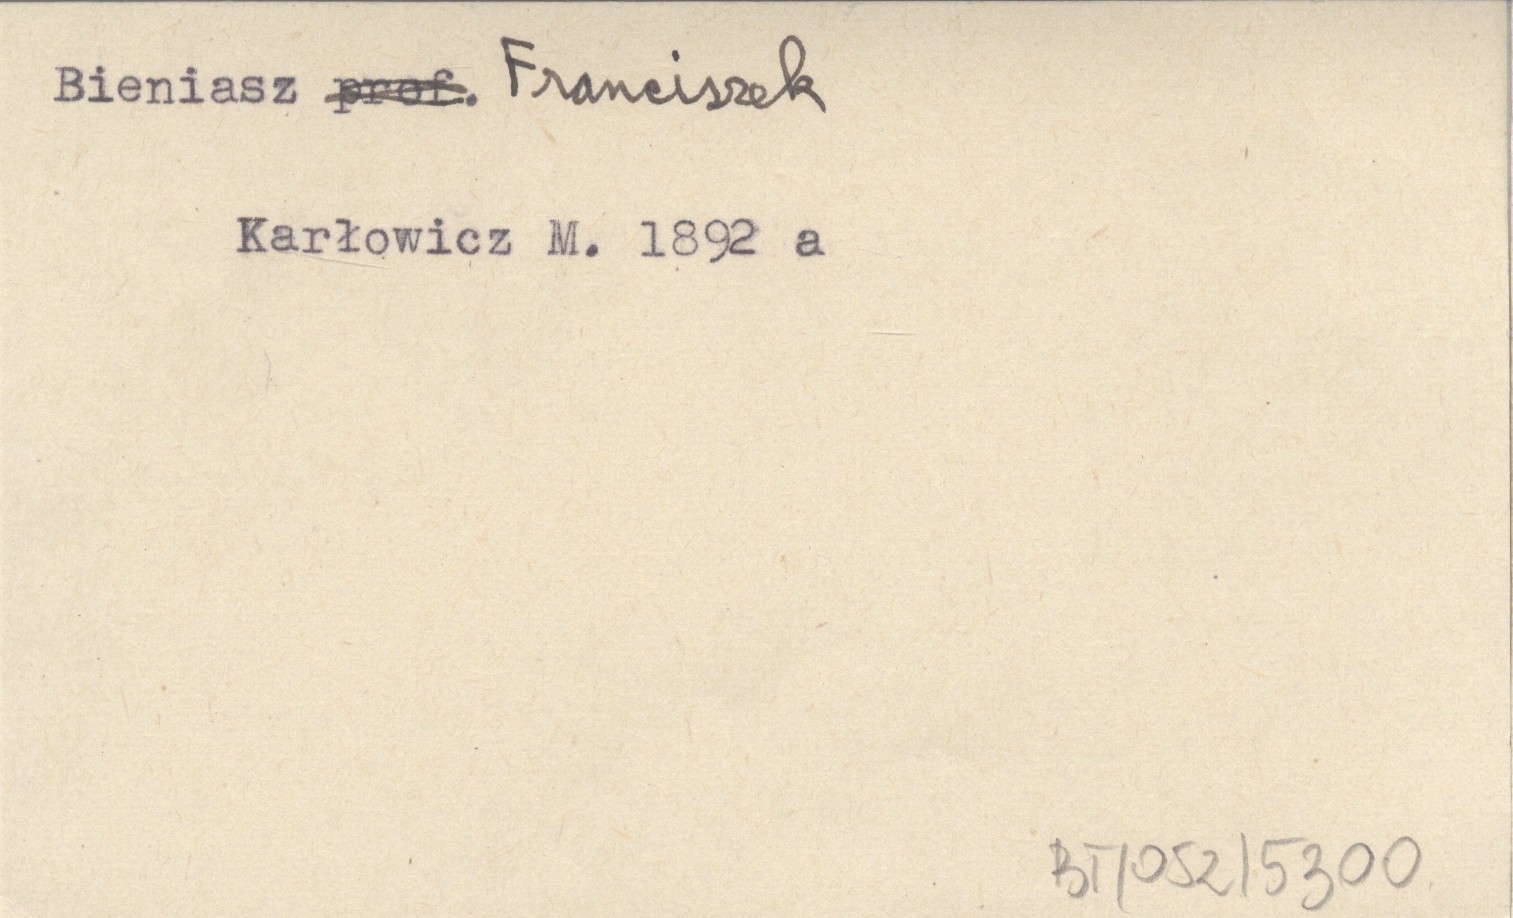 Bieniasz prof. Franciszek
Karłowicz M. 1892 a
BT/052/5300